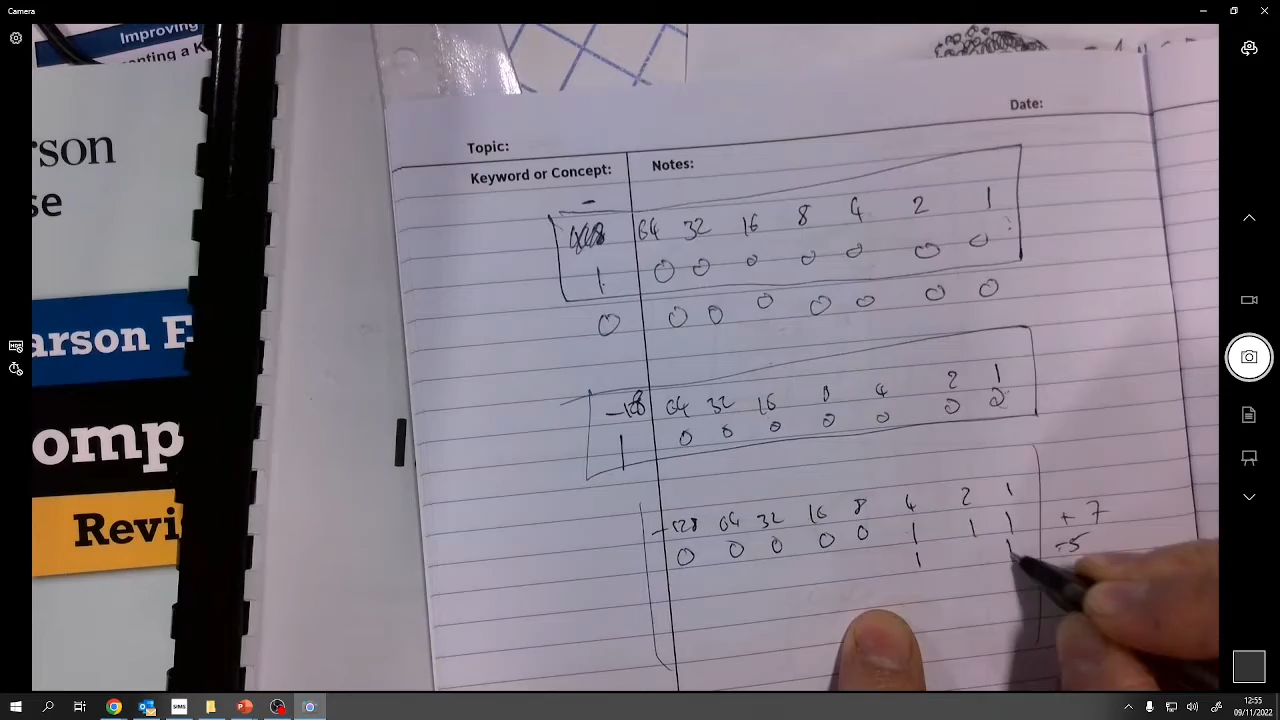 Camera
Improving
enting a K
rson
se
arson E
omp
Revi
Date:
Topic:
Keyword or Concept:
Notes:
-
64 32 16 8 4 2 1
1 0 0 0 0 0 0 0
0 0 0 0 0 0 0 0
-128 64 32 16 8 4 2 1
1 0 0 0 0 0 0
-128 64 32 16 8 4 2 1
0 0 0 0 0 1 1 1 + 7
1 1 -5
SIMS
12:55
09/11/2022